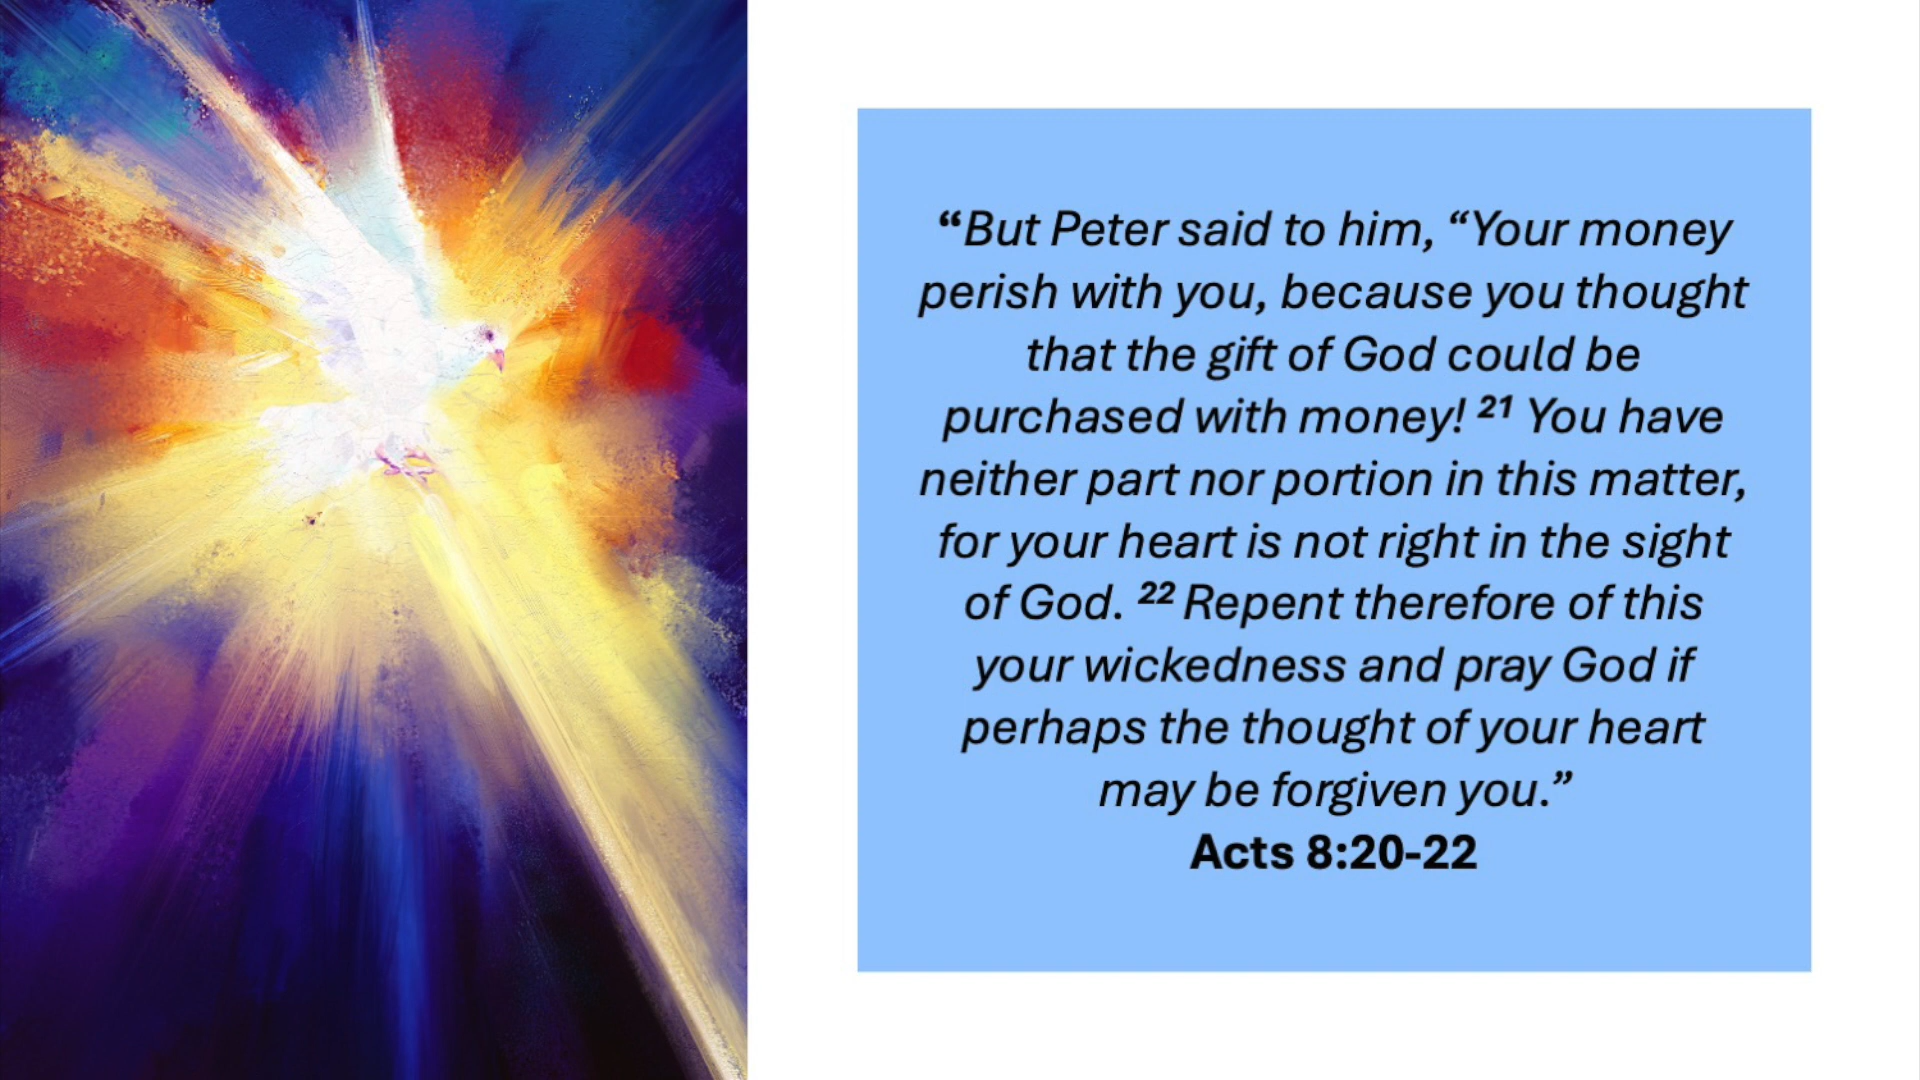 “But Peter said to him, “Your money
perish with you, because you thought
that the gift of God could be
purchased with money! 21 You have
neither part nor portion in this matter,
for your heart is not right in the sight
of God. 22 Repent therefore of this
your wickedness and pray God if
perhaps the thought of your heart
may be forgiven you.”
Acts 8:20-22